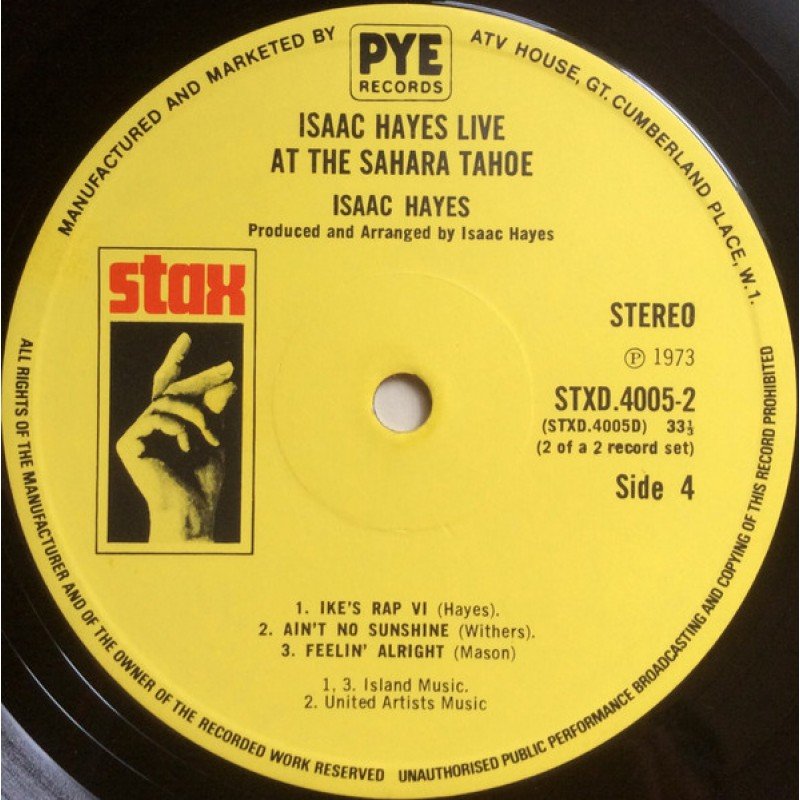 MANUFACTURED AND MARKETED BY
PYE
RECORDS
ATV HOUSE, GT. CUMBERLAND PLACE, W.1.
ISAAC HAYES LIVE
AT THE SAHARA TAHOE
ISAAC HAYES
Produced and Arranged by Isaac Hayes
stax
STEREO
Ⓟ 1973
STXD.4005-2
(STXD.4005D) 33⅓
(2 of a 2 record set)
Side 4
1. IKE'S RAP VI (Hayes).
2. AIN'T NO SUNSHINE (Withers).
3. FEELIN' ALRIGHT (Mason)
1, 3. Island Music.
2. United Artists Music
ALL RIGHTS OF THE MANUFACTURER AND OF THE OWNER OF THE RECORDED WORK RESERVED
UNAUTHORISED PUBLIC PERFORMANCE BROADCASTING AND COPYING OF THIS RECORD PROHIBITED